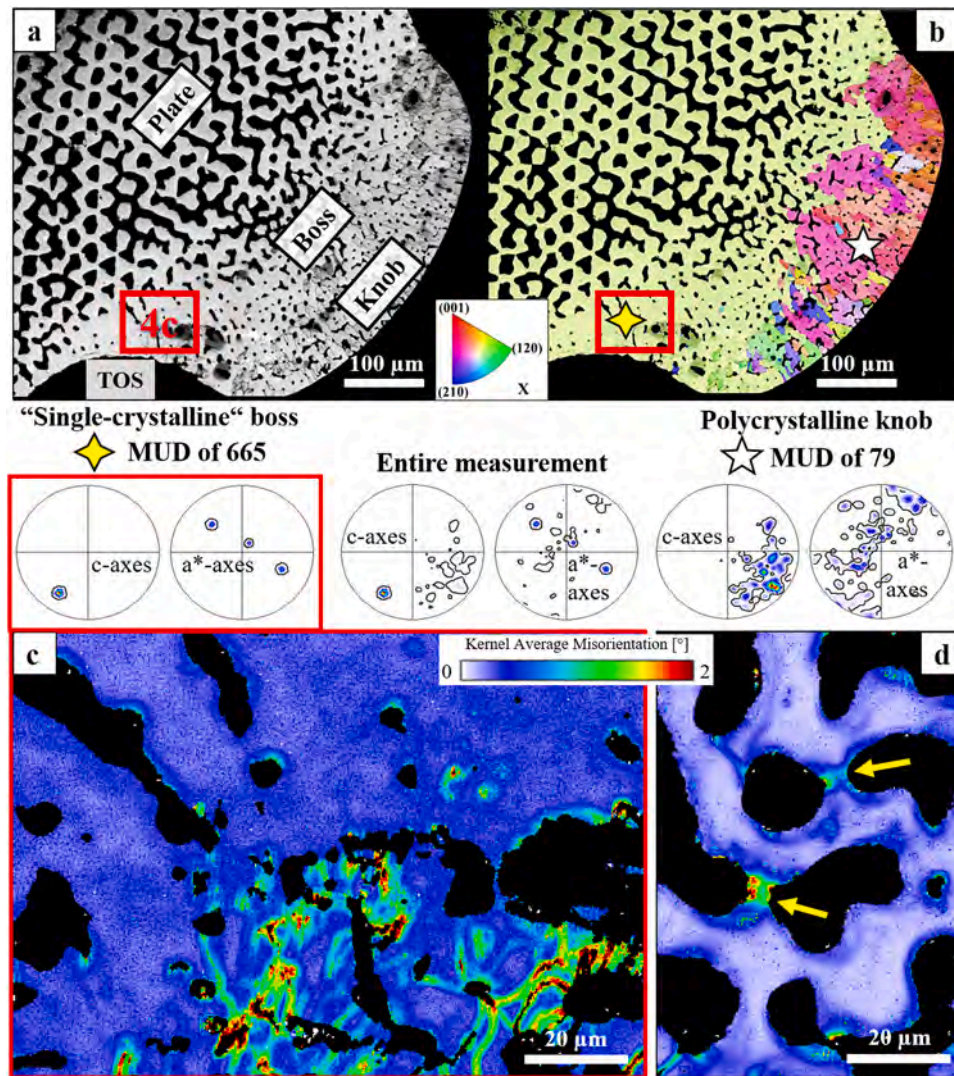 a
b
Plate
Boss
Knob
4c
TOS
100 µm
(001)
(120)
(210)
X
100 µm
“Single-crystalline“ boss
MUD of 665
Entire measurement
Polycrystalline knob
MUD of 79
c-axes
a*-axes
c-axes
a*-
axes
c-axes
a*-
axes
c
Kernel Average Misorientation [°]
0
2
d
20 µm
20 µm